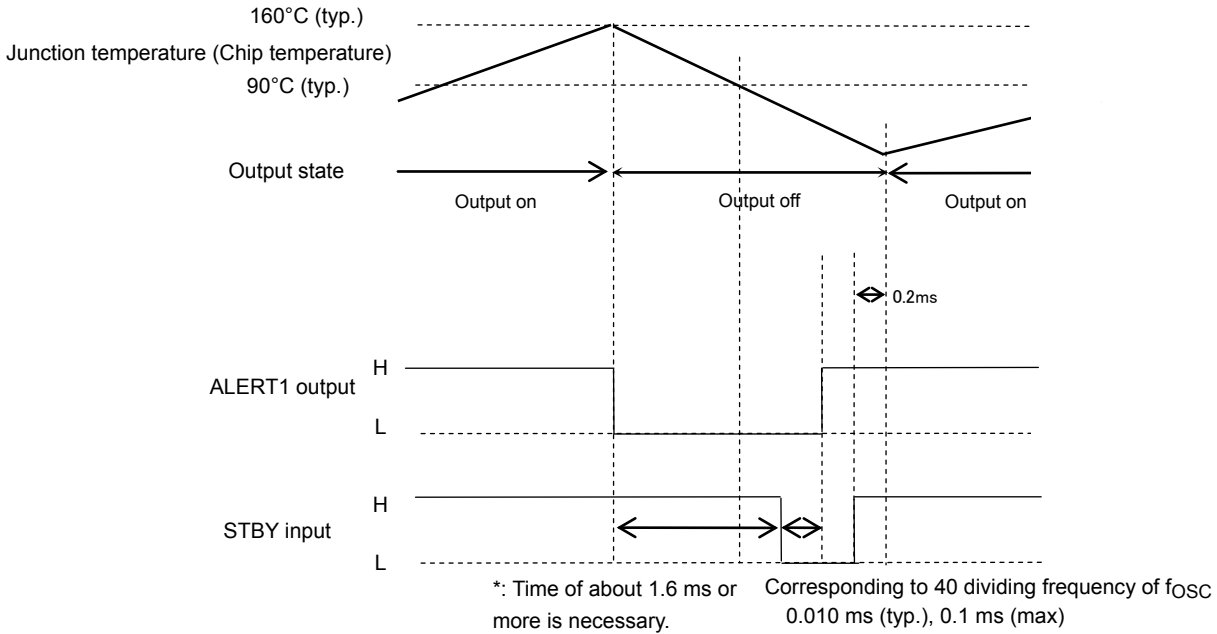 160°C (typ.)
Junction temperature (Chip temperature)
90°C (typ.)
Output state
Output on
Output off
Output on
0.2ms
H
ALERT1 output
L
H
STBY input
L
*: Time of about 1.6 ms or
more is necessary.
Corresponding to 40 dividing frequency of fOSC
0.010 ms (typ.), 0.1 ms (max)